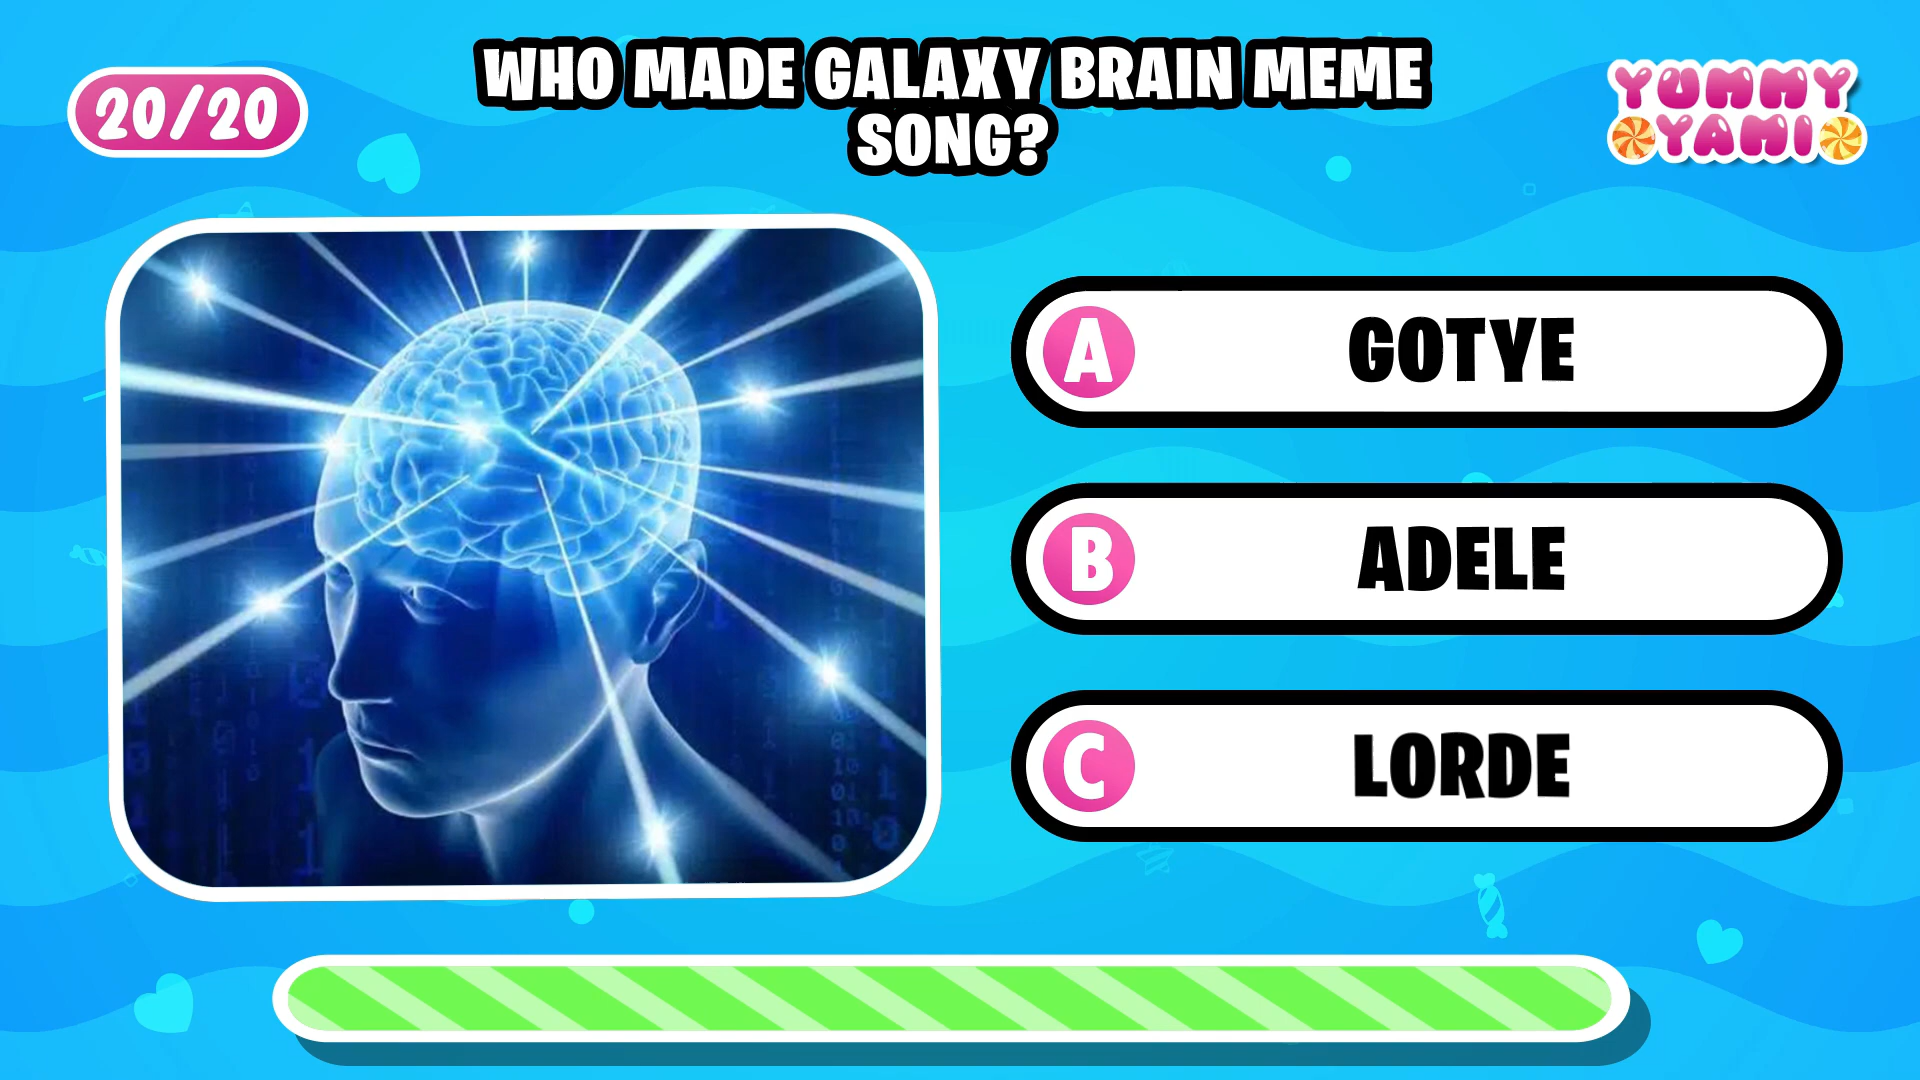 WHO MADE GALAXY BRAIN MEME
SONG?
20/20
YUMMY
YAMI
A GOTYE
B ADELE
C LORDE